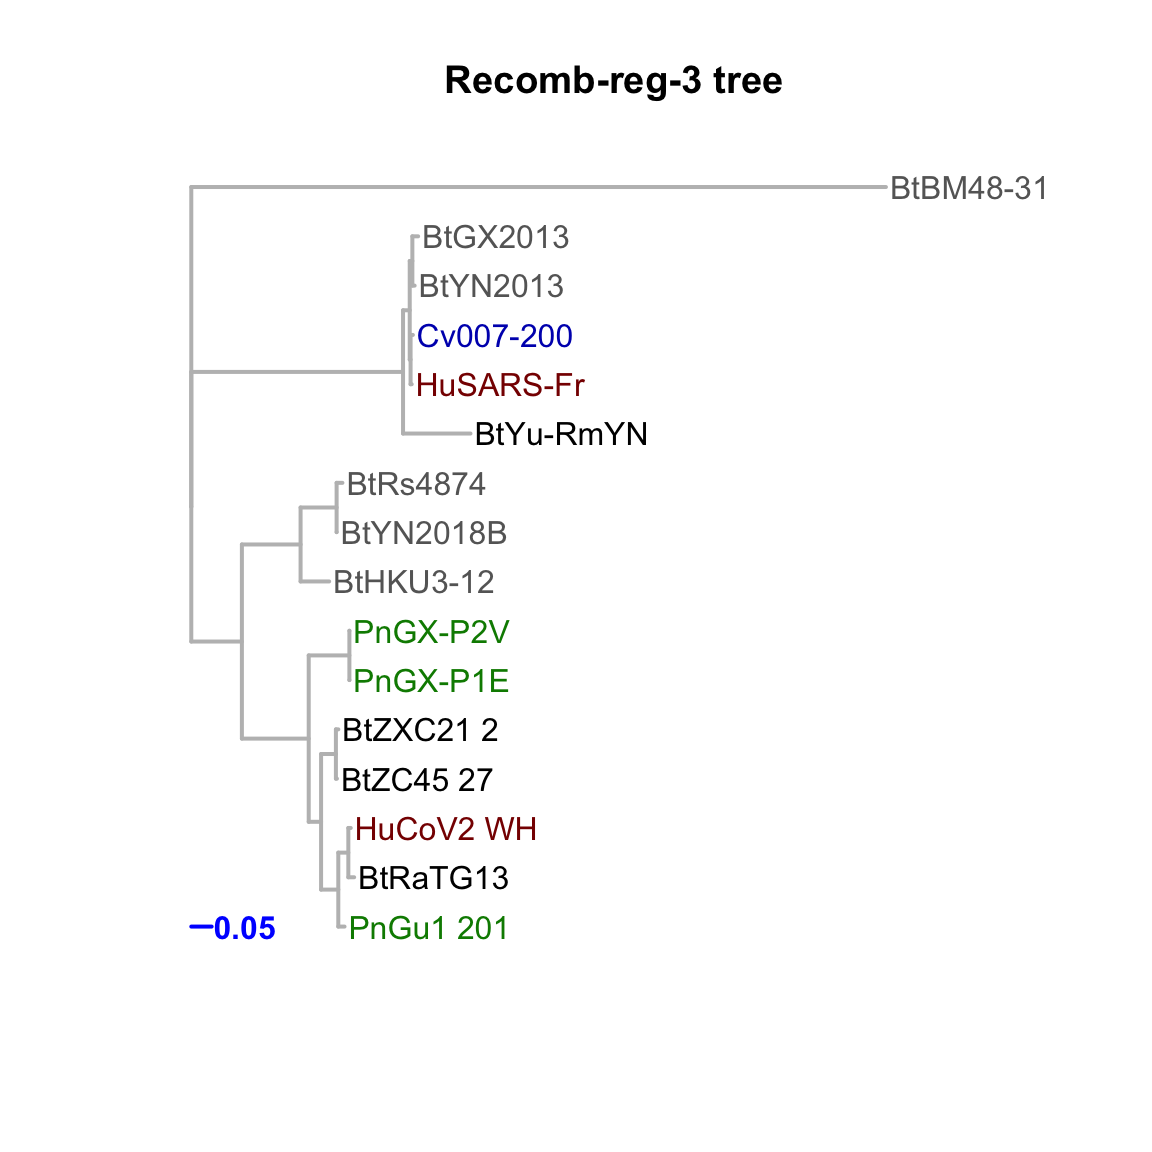 Recomb-reg-3 tree
BtBM48-31
BtGX2013
BtYN2013
Cv007-200
HuSARS-Fr
BtYu-RmYN
BtRs4874
BtYN2018B
BtHKU3-12
PnGX-P2V
PnGX-P1E
BtZXC21 2
BtZC45 27
HuCoV2 WH
BtRaTG13
0.05
PnGu1 201